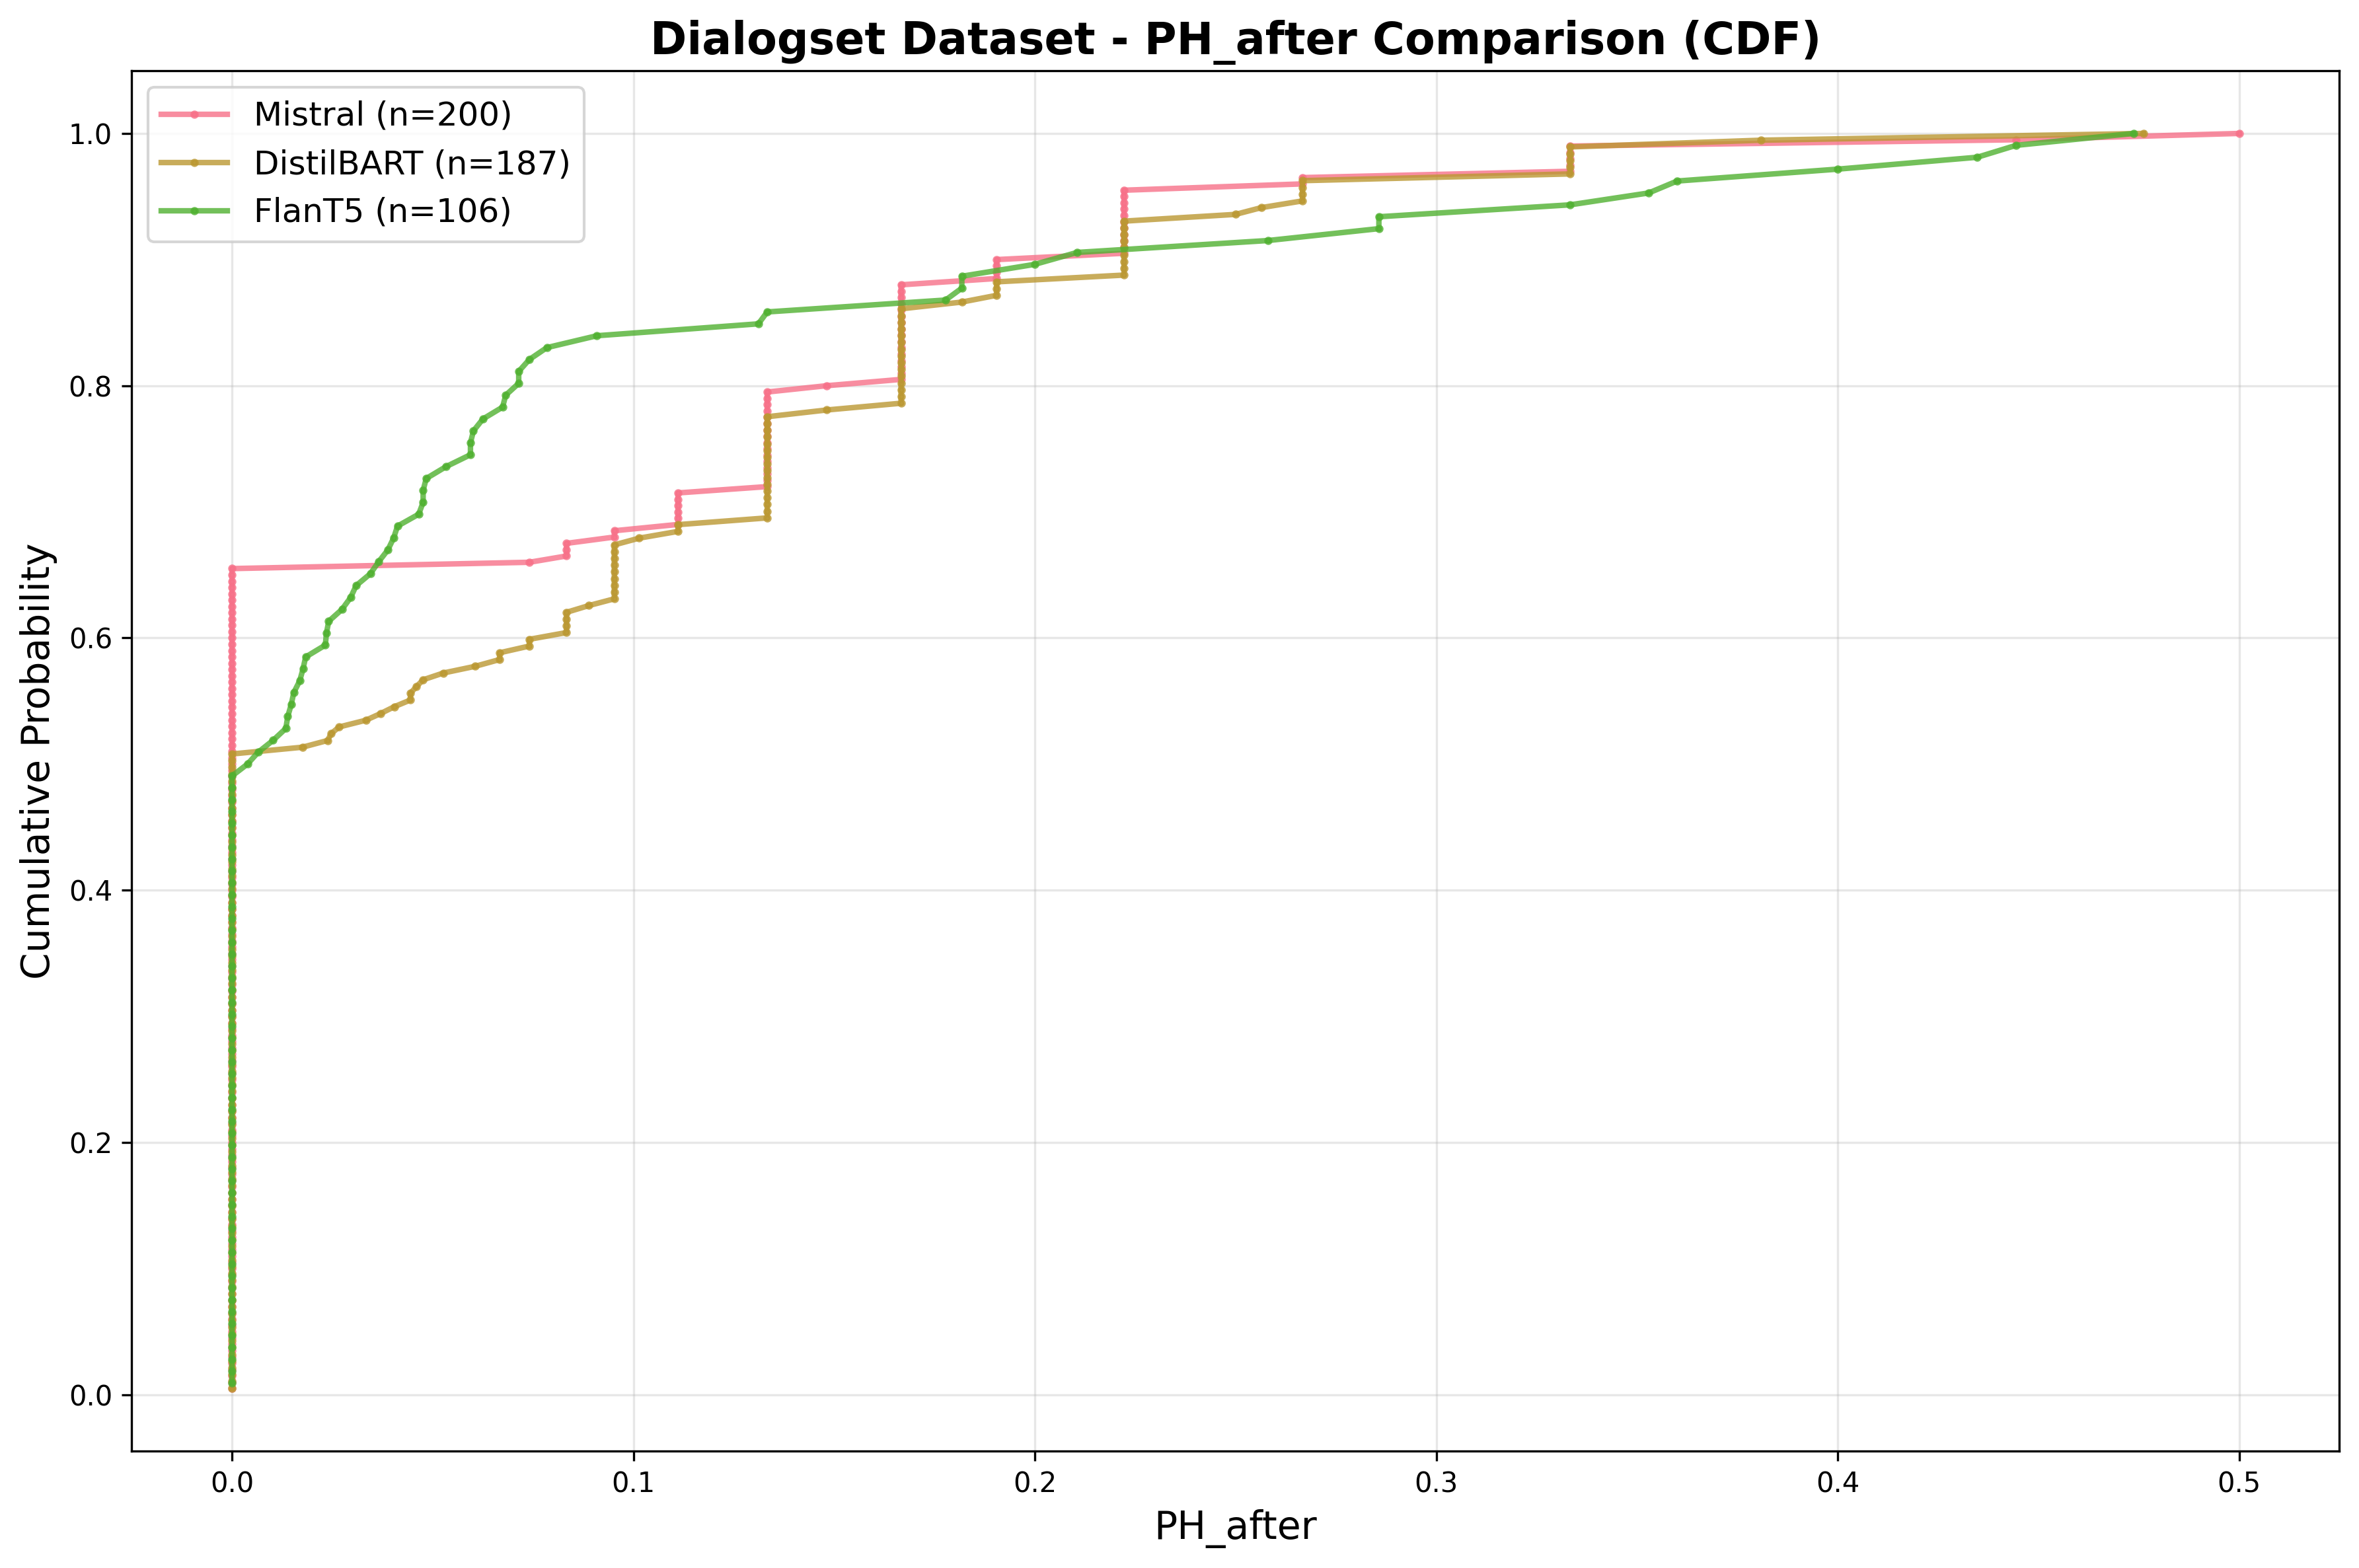 Dialogset Dataset - PH_after Comparison (CDF)
Mistral (n=200)
DistilBART (n=187)
FlanT5 (n=106)
Cumulative Probability
1.0
0.8
0.6
0.4
0.2
0.0
0.0 0.1 0.2 0.3 0.4 0.5
PH_after